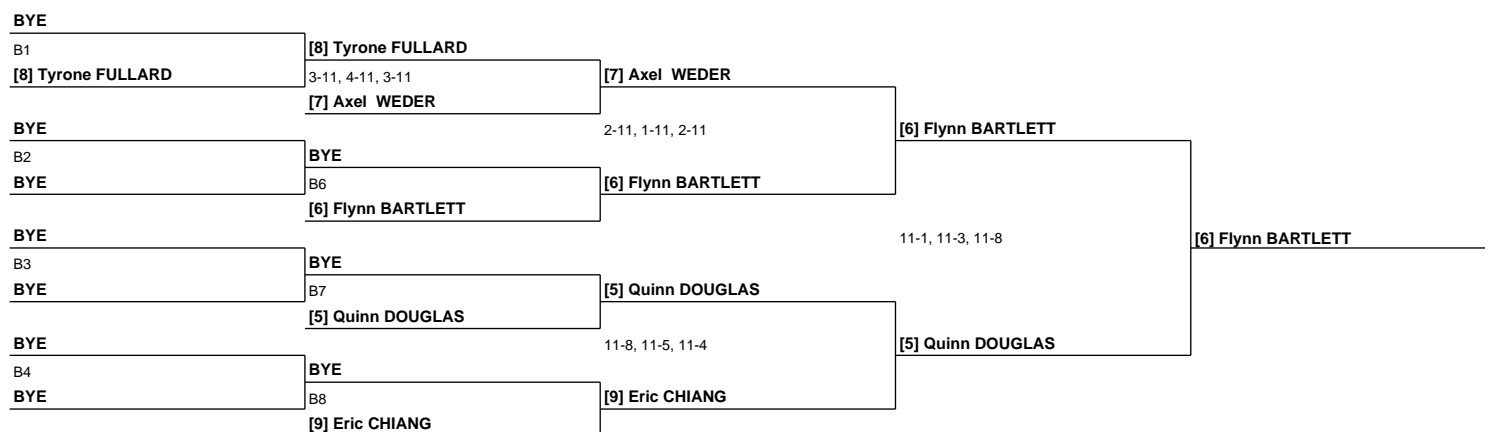 BYE
B1
[8] Tyrone FULLARD
[8] Tyrone FULLARD
3-11, 4-11, 3-11
[7] Axel WEDER
[7] Axel WEDER
BYE
2-11, 1-11, 2-11
[6] Flynn BARTLETT
B2
BYE
BYE
B6
[6] Flynn BARTLETT
[6] Flynn BARTLETT
BYE
11-1, 11-3, 11-8
[6] Flynn BARTLETT
B3
BYE
BYE
B7
[5] Quinn DOUGLAS
[5] Quinn DOUGLAS
BYE
11-8, 11-5, 11-4
[5] Quinn DOUGLAS
B4
BYE
BYE
B8
[9] Eric CHIANG
[9] Eric CHIANG